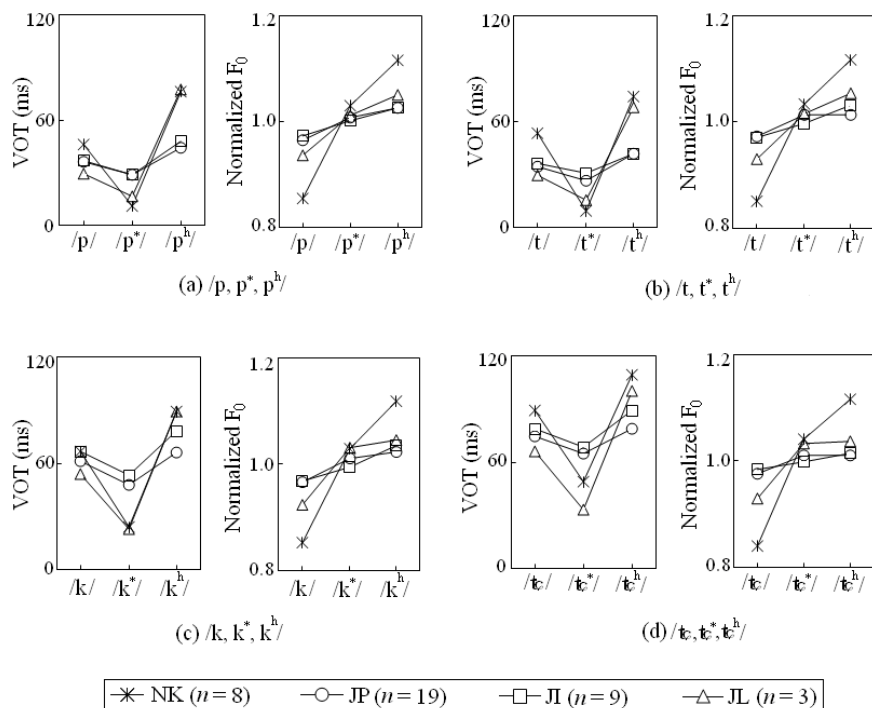 120 1.2 120 1.2
VOT (ms) 60 Normalized F₀ 1.0 VOT (ms) 60 Normalized F₀ 1.0
0 0.8 0 0.8
/p/ /p*/ /pʰ/ /p/ /p*/ /pʰ/ /t/ /t*/ /tʰ/ /t/ /t*/ /tʰ/
(a) /p, p*, pʰ/ (b) /t, t*, tʰ/
120 1.2 120 1.2
VOT (ms) 60 Normalized F₀ 1.0 VOT (ms) 60 Normalized F₀ 1.0
0 0.8 0 0.8
/k/ /k*/ /kʰ/ /k/ /k*/ /kʰ/ /tɕ/ /tɕ*/ /tɕʰ/ /tɕ/ /tɕ*/ /tɕʰ/
(c) /k, k*, kʰ/ (d) /tɕ, tɕ*, tɕʰ/
NK (n = 8) JP (n = 19) JI (n = 9) JL (n = 3)